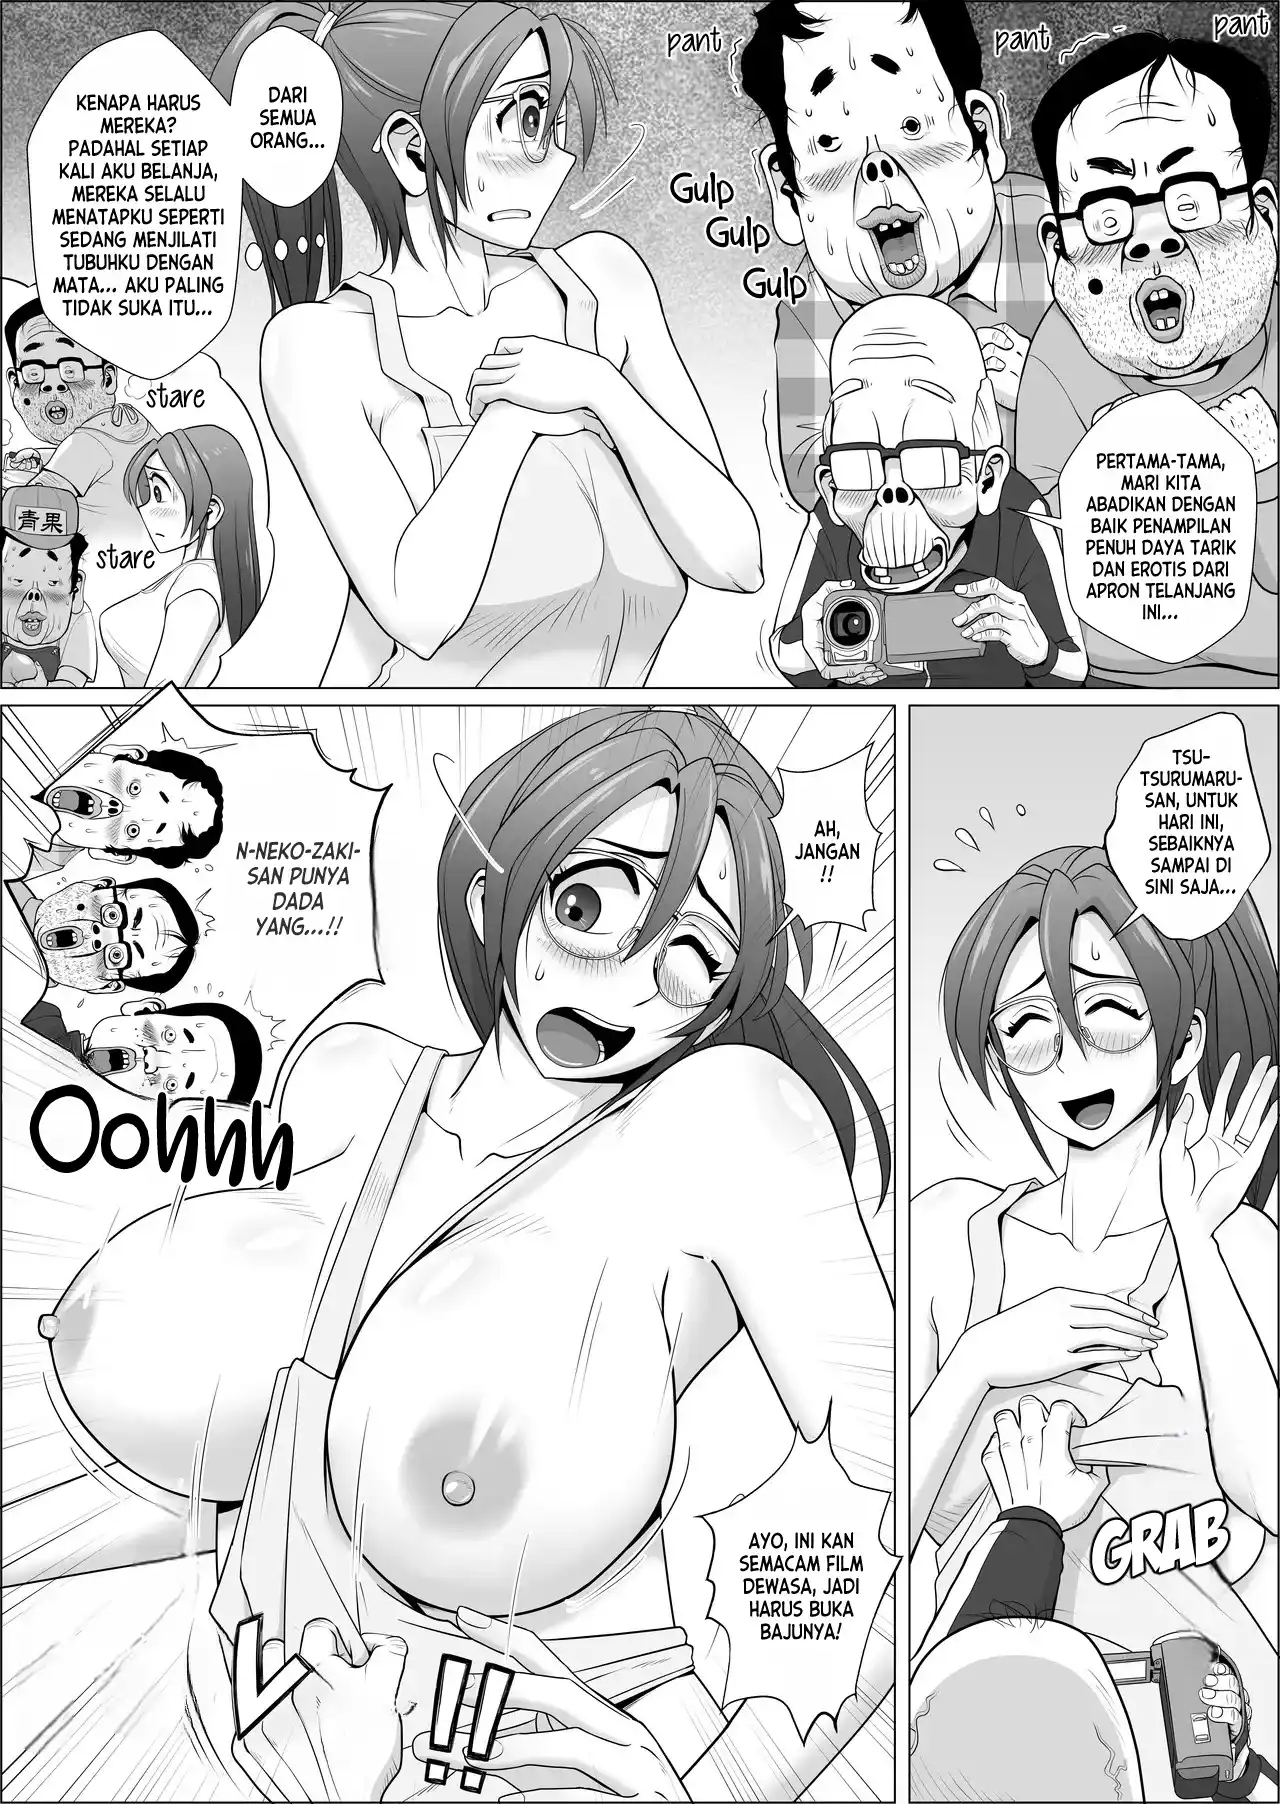 DARI
SEMUA
ORANG...
KENAPA HARUS
MEREKA?
PADAHAL SETIAP
KALI AKU BELANJA,
MEREKA SELALU
MENATAPKU SEPERTI
SEDANG MENJILATI
TUBUHKU DENGAN
MATA... AKU PALING
TIDAK SUKA ITU...
stare
stare
青果
pant
pant
pant
Gulp
Gulp
Gulp
PERTAMA-TAMA,
MARI KITA
ABADIKAN DENGAN
BAIK PENAMPILAN
PENUH DAYA TARIK
DAN EROTIS DARI
APRON TELANJANG
INI...
N-NEKO-ZAKI-
SAN PUNYA
DADA
YANG...!!
Oohhh
AH,
JANGAN
!!
AYO, INI KAN
SEMACAM FILM
DEWASA, JADI
HARUS BUKA
BAJUNYA!
!!
TSU-
TSURUMARU-
SAN, UNTUK
HARI INI,
SEBAIKNYA
SAMPAI DI
SINI SAJA...
GRAB